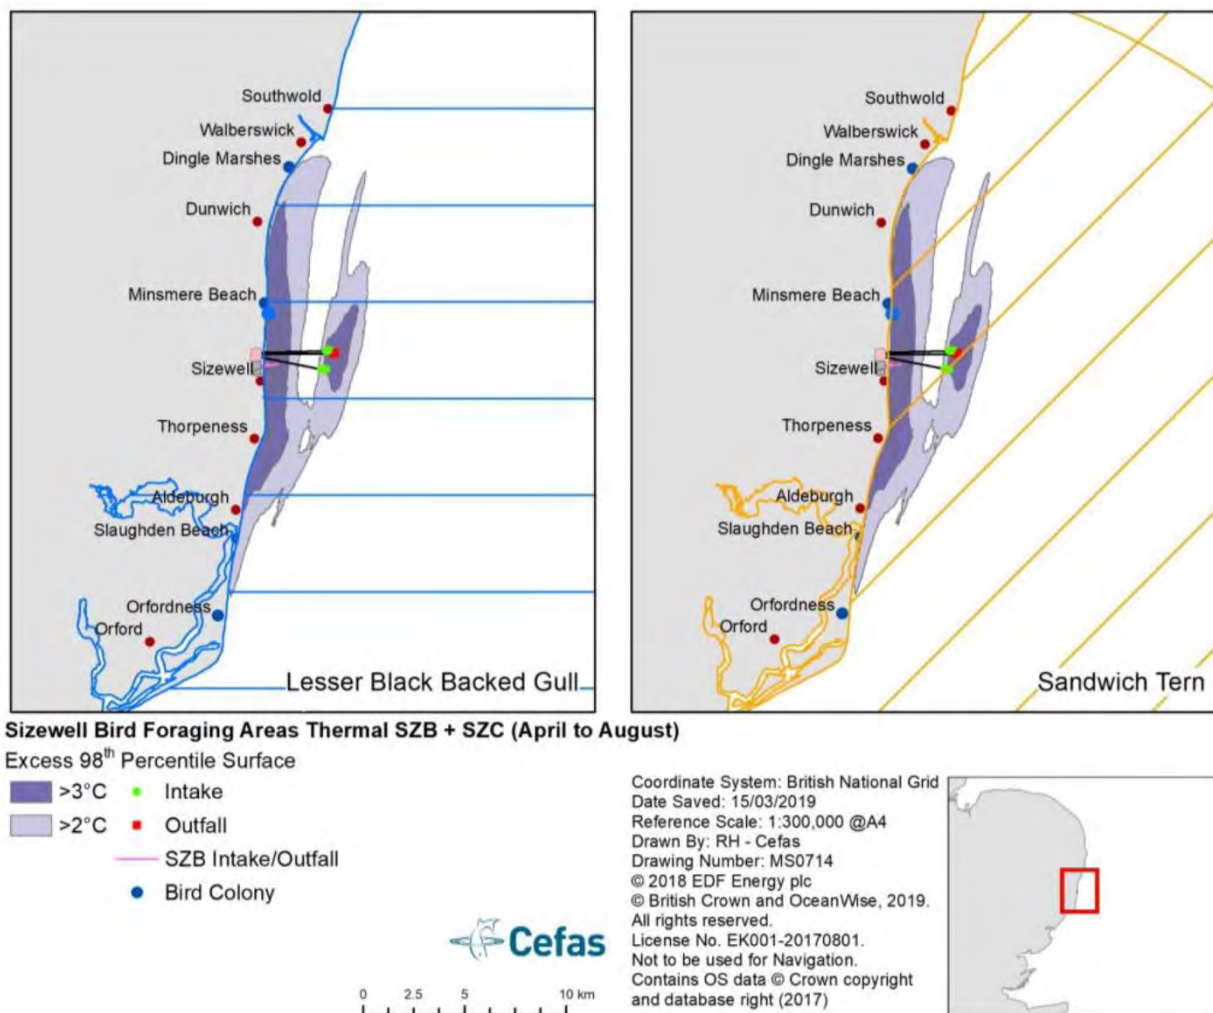 Southwold
Walberswick
Dingle Marshes
Dunwich
Minsmere Beach
Sizewell
Thorpeness
Aldeburgh
Slaughden Beach
Orfordness
Orford
Lesser Black Backed Gull
Southwold
Walberswick
Dingle Marshes
Dunwich
Minsmere Beach
Sizewell
Thorpeness
Aldeburgh
Slaughden Beach
Orfordness
Orford
Sandwich Tern
Sizewell Bird Foraging Areas Thermal SZB + SZC (April to August)
Excess 98th Percentile Surface
>3°C Intake
>2°C Outfall
SZB Intake/Outfall
Bird Colony
Cefas
0 2.5 5 10 km
Coordinate System: British National Grid
Date Saved: 15/03/2019
Reference Scale: 1:300,000 @A4
Drawn By: RH - Cefas
Drawing Number: MS0714
© 2018 EDF Energy plc
© British Crown and OceanWise, 2019.
All rights reserved.
License No. EK001-20170801.
Not to be used for Navigation.
Contains OS data © Crown copyright
and database right (2017)